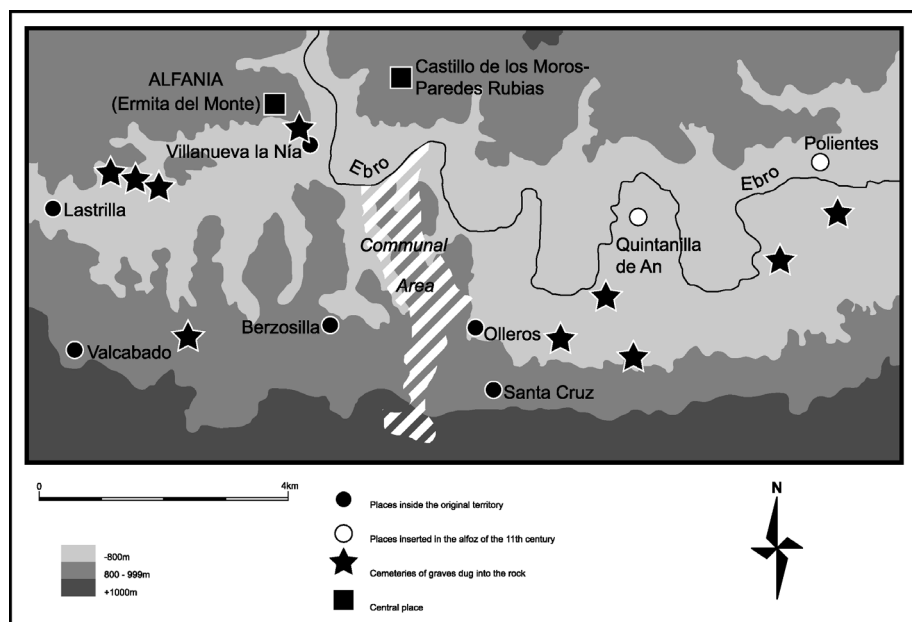 ALFANIA
(Ermita del Monte)
Castillo de los Moros-
Paredes Rubias
Villanueva la Nía
Ebro
Polientes
Ebro
Lastrilla
Communal
Area
Quintanilla
de An
Berzosilla
Olleros
Valcabado
Santa Cruz
0
4km
-800m
800 - 999m
+1000m
Places inside the original territory
Places Inserted in the alfoz of the 11th century
Cemeteries of graves dug into the rock
Central place
N